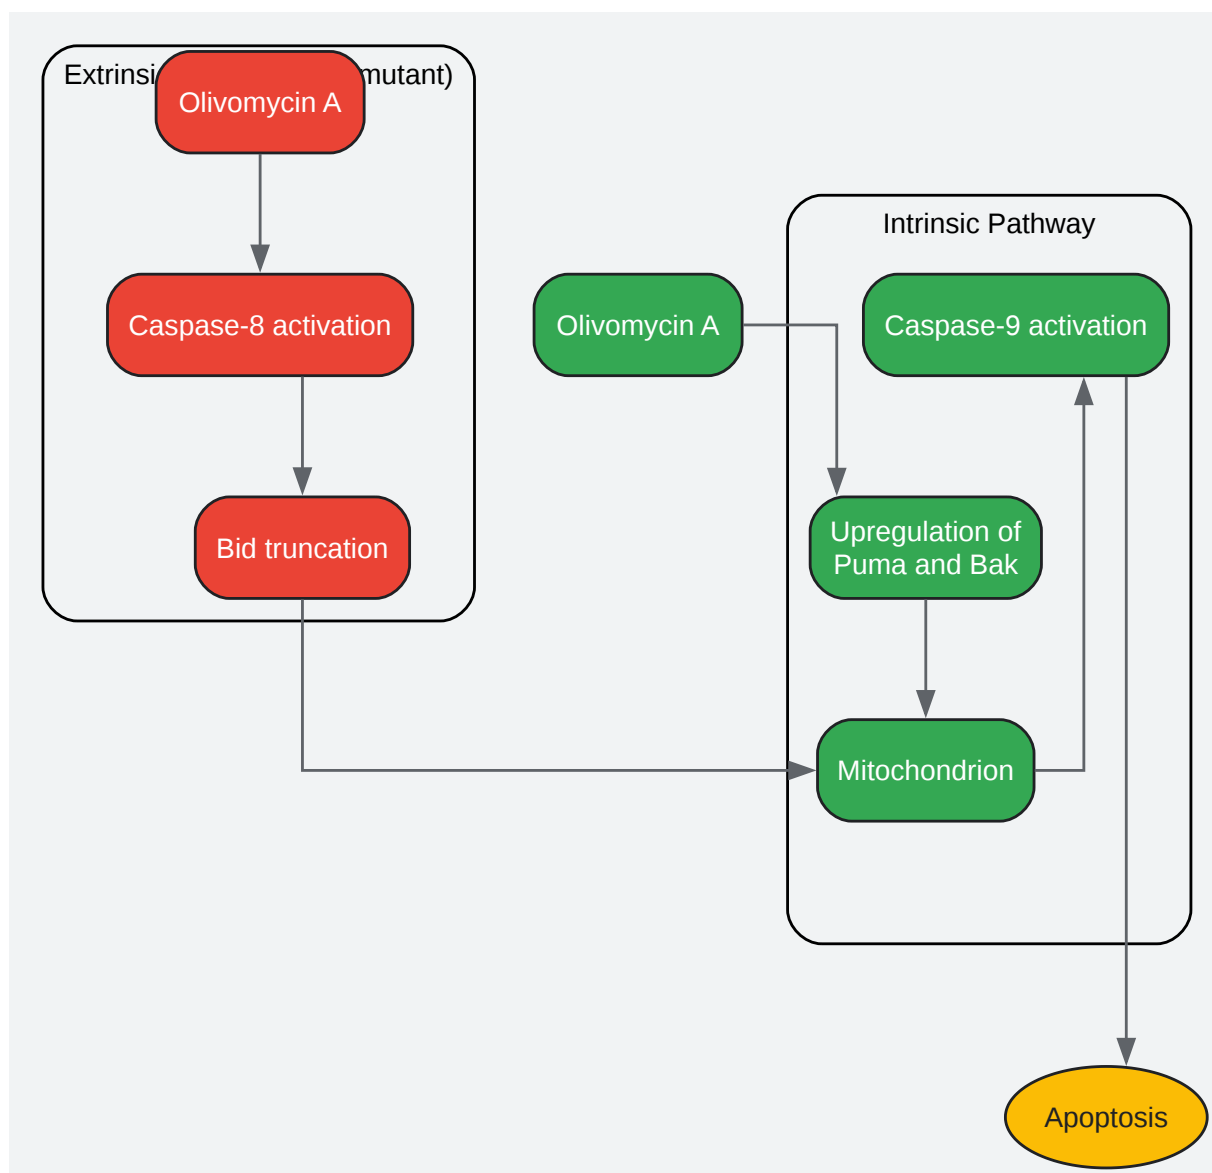 Extrinsi
mutant)
Olivomycin A
Caspase-8 activation
Bid truncation
Olivomycin A
Intrinsic Pathway
Caspase-9 activation
Upregulation of
Puma and Bak
Mitochondrion
Apoptosis